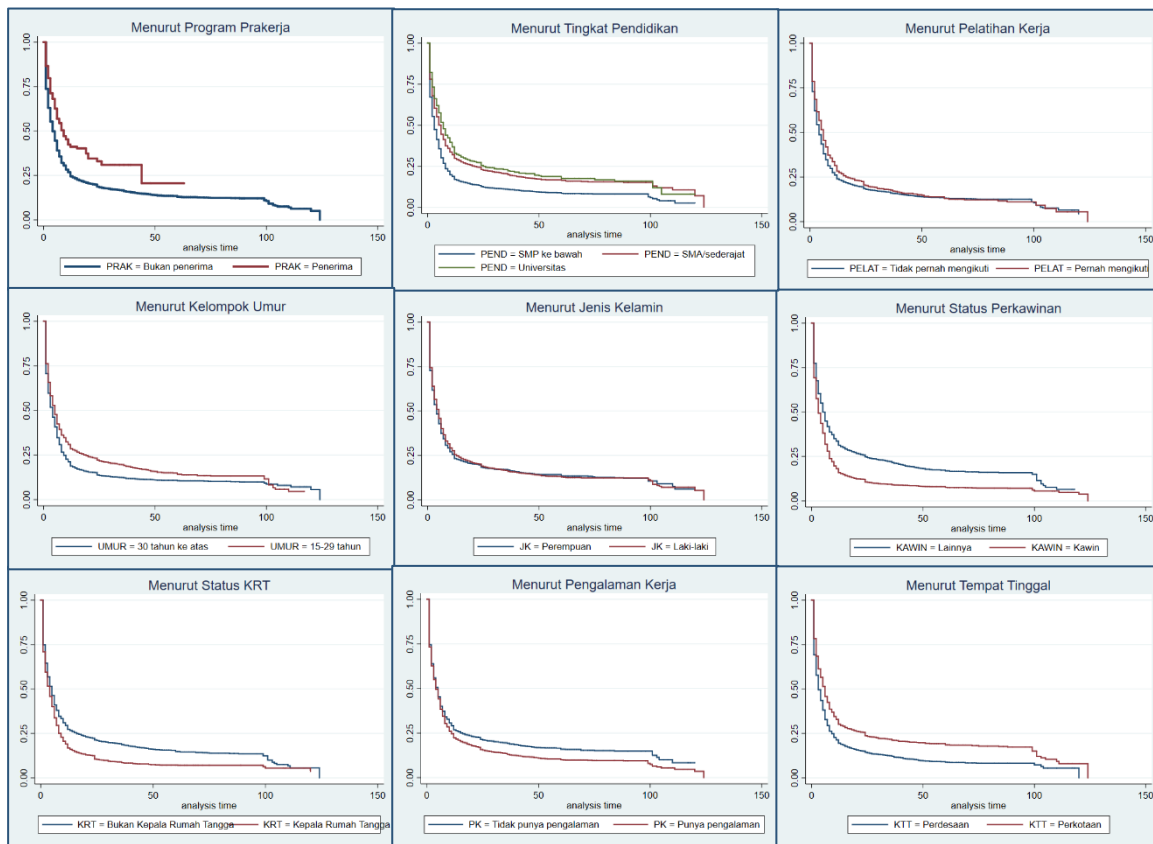 Menurut Program Prakerja
1.00
0.75
0.50
0.25
0.00
0 50 100 150
analysis time
PRAK = Bukan penerima PRAK = Penerima
Menurut Tingkat Pendidikan
1.00
0.75
0.50
0.25
0.00
0 50 100 150
analysis time
PEND = SMP ke bawah PEND = SMA/sederajat
PEND = Universitas
Menurut Pelatihan Kerja
1.00
0.75
0.50
0.25
0.00
0 50 100 150
analysis time
PELAT = Tidak pernah mengikuti PELAT = Pernah mengikuti
Menurut Kelompok Umur
1.00
0.75
0.50
0.25
0.00
0 50 100 150
analysis time
UMUR = 30 tahun ke atas UMUR = 15-29 tahun
Menurut Jenis Kelamin
1.00
0.75
0.50
0.25
0.00
0 50 100 150
analysis time
JK = Perempuan JK = Laki-laki
Menurut Status Perkawinan
1.00
0.75
0.50
0.25
0.00
0 50 100 150
analysis time
KAWIN = Lainnya KAWIN = Kawin
Menurut Status KRT
1.00
0.75
0.50
0.25
0.00
0 50 100 150
analysis time
KRT = Bukan Kepala Rumah Tangga KRT = Kepala Rumah Tangga
Menurut Pengalaman Kerja
1.00
0.75
0.50
0.25
0.00
0 50 100 150
analysis time
PK = Tidak punya pengalaman PK = Punya pengalaman
Menurut Tempat Tinggal
1.00
0.75
0.50
0.25
0.00
0 50 100 150
analysis time
KTT = Perdesaan KTT = Perkotaan